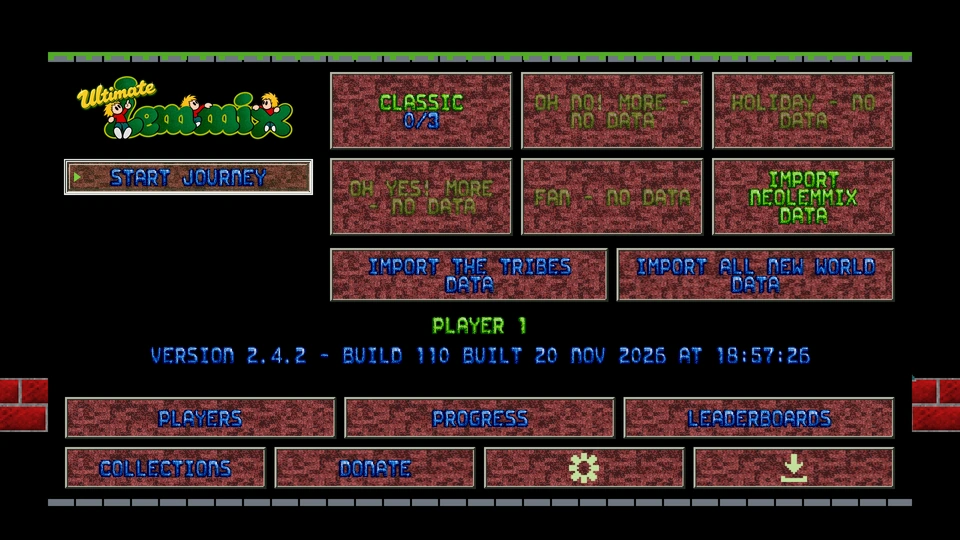 Ultimate
Lemmix
CLASSIC
0/3
OH NO! MORE -
NO DATA
HOLIDAY - NO
DATA
START JOURNEY
OH YES! MORE
- NO DATA
FAN - NO DATA
IMPORT
NEOLEMMIX
DATA
IMPORT THE TRIBES
DATA
IMPORT ALL NEW WORLD
DATA
PLAYER 1
VERSION 2.4.2 - BUILD 110 BUILT 20 NOV 2026 AT 18:57:26
PLAYERS
PROGRESS
LEADERBOARDS
COLLECTIONS
DONATE